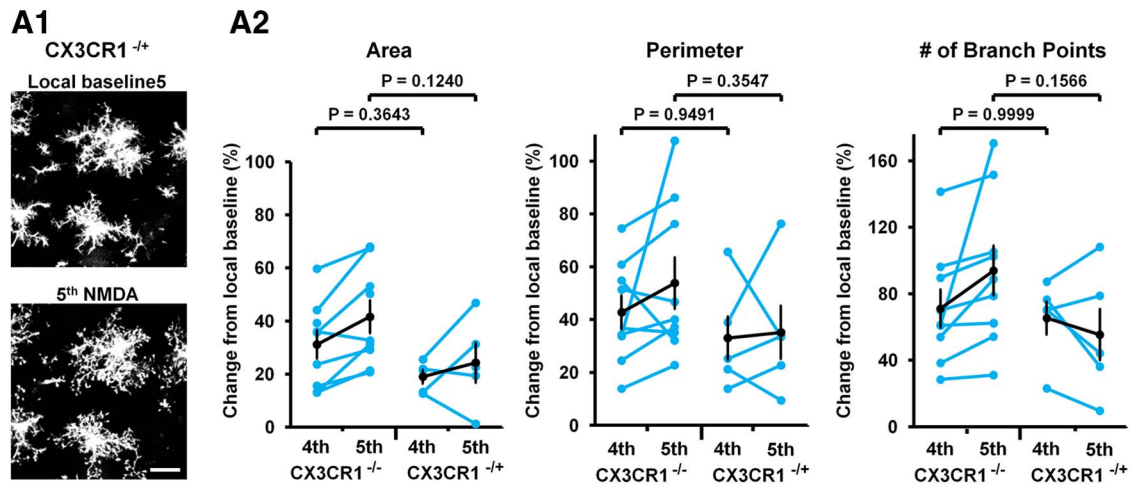 A1
CX3CR1 -/+
Local baseline5
5th NMDA
A2
Area
P = 0.1240
P = 0.3643
Change from local baseline (%)
100
80
60
40
20
0
4th 5th 4th 5th
CX3CR1 -/- CX3CR1 -/+
Perimeter
P = 0.3547
P = 0.9491
Change from local baseline (%)
100
80
60
40
20
0
4th 5th 4th 5th
CX3CR1 -/- CX3CR1 -/+
# of Branch Points
P = 0.1566
P = 0.9999
Change from local baseline (%)
160
120
80
40
0
4th 5th 4th 5th
CX3CR1 -/- CX3CR1 -/+